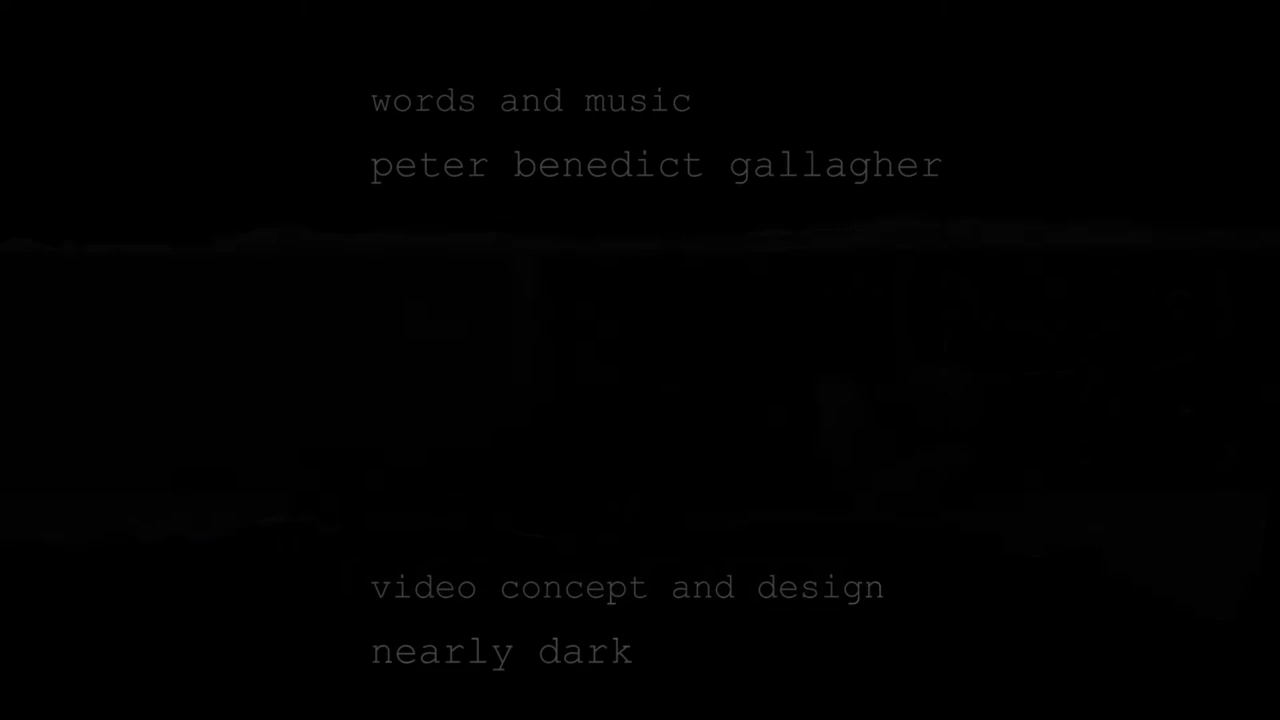 words and music
peter benedict gallagher
video concept and design
nearly dark